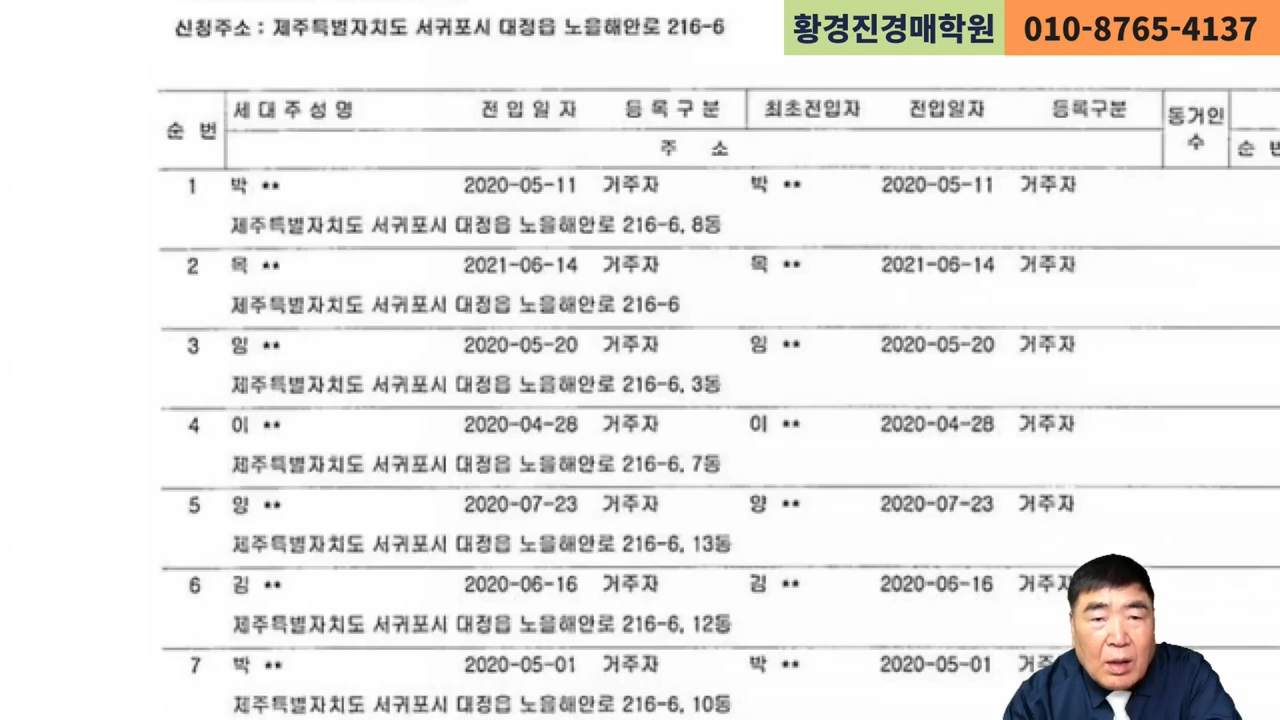 신청주소 : 제주특별자치도 서귀포시 대정읍 노을해안로 216-6
황경진경매학원 010-8765-4137
순 번 세대주성명 전입일자 등록구분 최초전입자 전입일자 등록구분 동거인수 순
주 소
1 박 ** 2020-05-11 거주자 박 ** 2020-05-11 거주자
제주특별자치도 서귀포시 대정읍 노을해안로 216-6, 8동
2 목 ** 2021-06-14 거주자 목 ** 2021-06-14 거주자
제주특별자치도 서귀포시 대정읍 노을해안로 216-6
3 임 ** 2020-05-20 거주자 임 ** 2020-05-20 거주자
제주특별자치도 서귀포시 대정읍 노을해안로 216-6, 3동
4 이 ** 2020-04-28 거주자 이 ** 2020-04-28 거주자
제주특별자치도 서귀포시 대정읍 노을해안로 216-6, 7동
5 양 ** 2020-07-23 거주자 양 ** 2020-07-23 거주자
제주특별자치도 서귀포시 대정읍 노을해안로 216-6, 13동
6 김 ** 2020-06-16 거주자 김 ** 2020-06-16 거주자
제주특별자치도 서귀포시 대정읍 노을해안로 216-6, 12동
7 박 ** 2020-05-01 거주자 박 ** 2020-05-01
제주특별자치도 서귀포시 대정읍 노을해안로 216-6, 10동